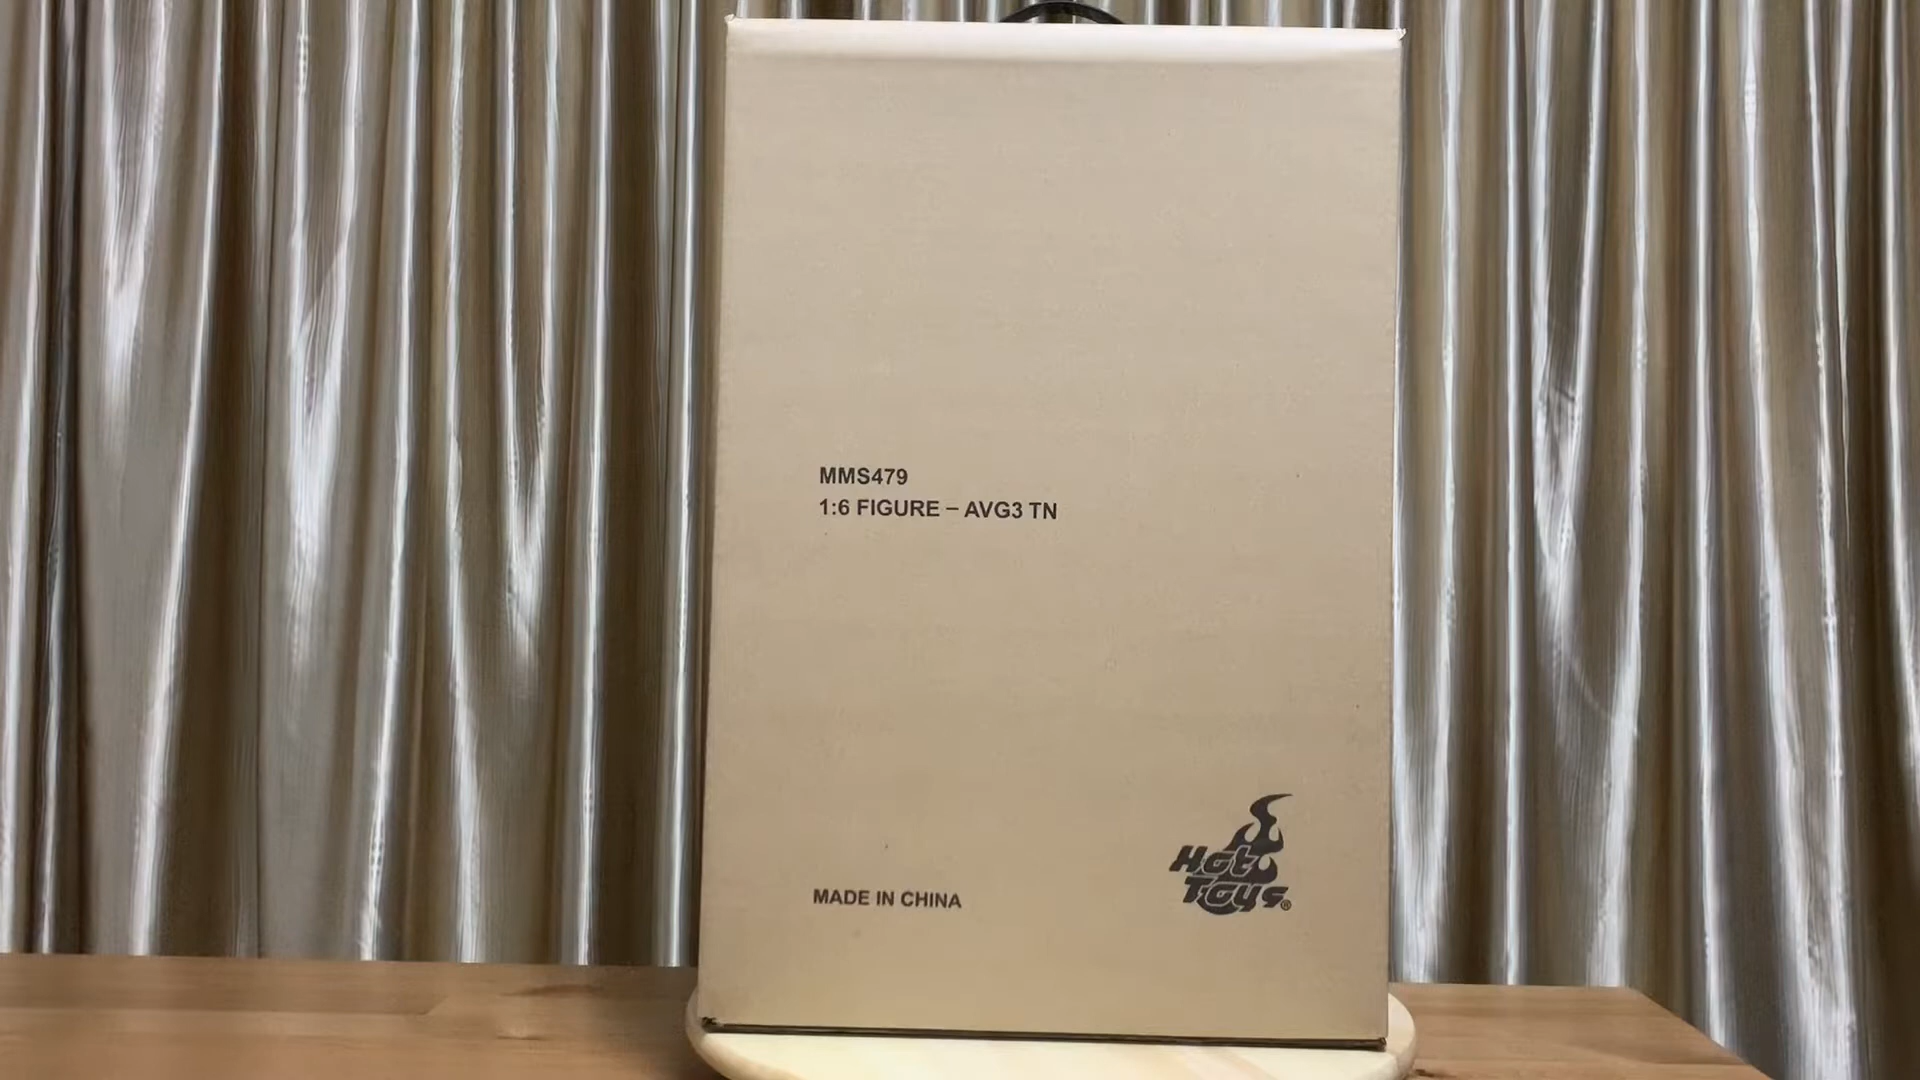 MMS479
1:6 FIGURE – AVG3 TN
MADE IN CHINA
Hot
Toys®